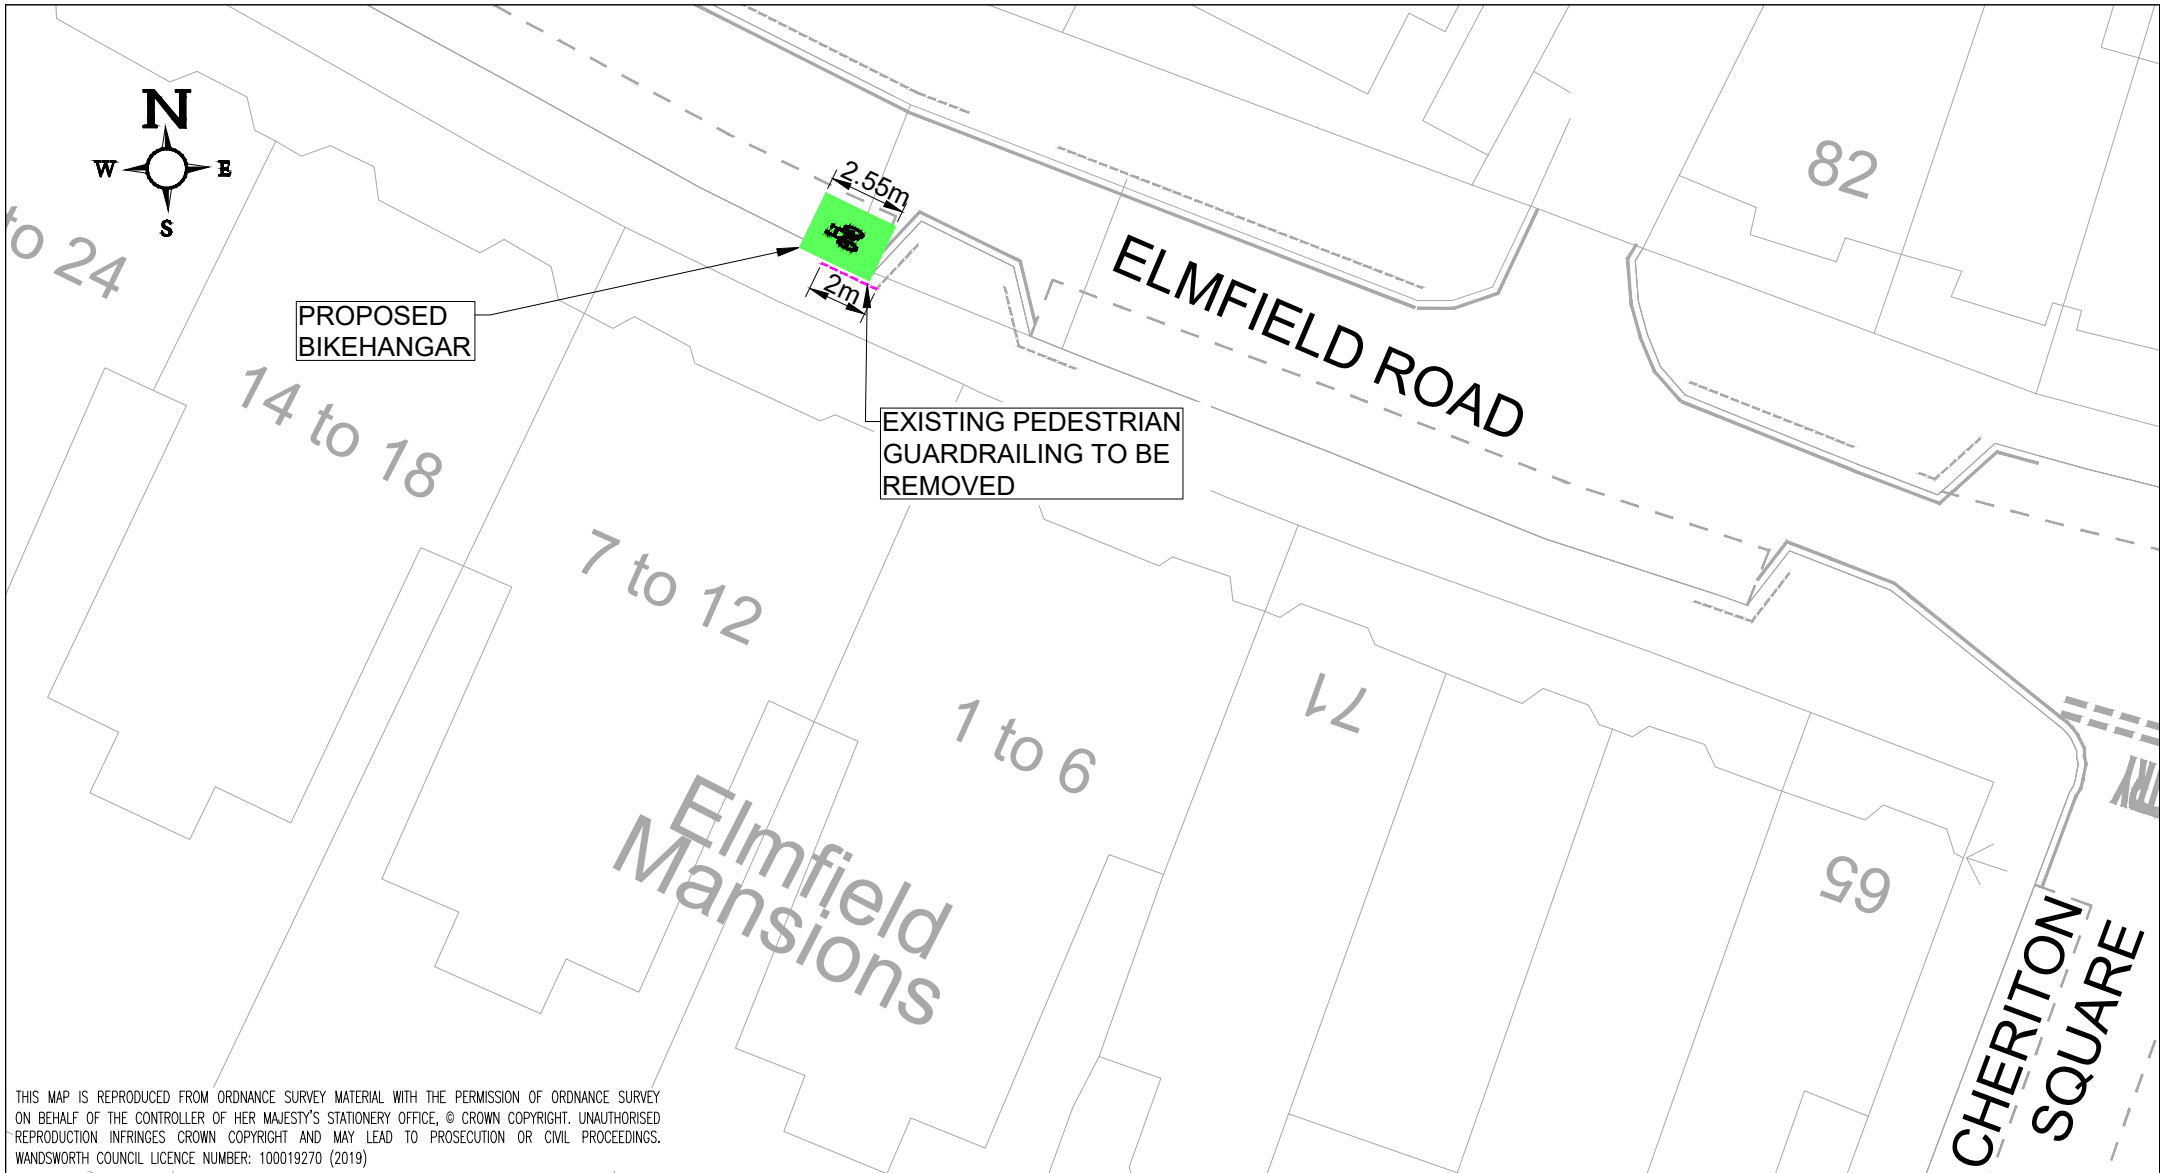 N
W E
S
to 24
82
2.55m
2m
ELMFIELD ROAD
PROPOSED
BIKEHANGAR
EXISTING PEDESTRIAN
GUARDRAILING TO BE
REMOVED
14 to 18
7 to 12
1 to 6
71
65
Elmfield
Mansions
CHERITON
SQUARE
THIS MAP IS REPRODUCED FROM ORDNANCE SURVEY MATERIAL WITH THE PERMISSION OF ORDNANCE SURVEY
ON BEHALF OF THE CONTROLLER OF HER MAJESTY'S STATIONERY OFFICE, © CROWN COPYRIGHT. UNAUTHORISED
REPRODUCTION INFRINGES CROWN COPYRIGHT AND MAY LEAD TO PROSECUTION OR CIVIL PROCEEDINGS.
WANDSWORTH COUNCIL LICENCE NUMBER: 100019270 (2019)